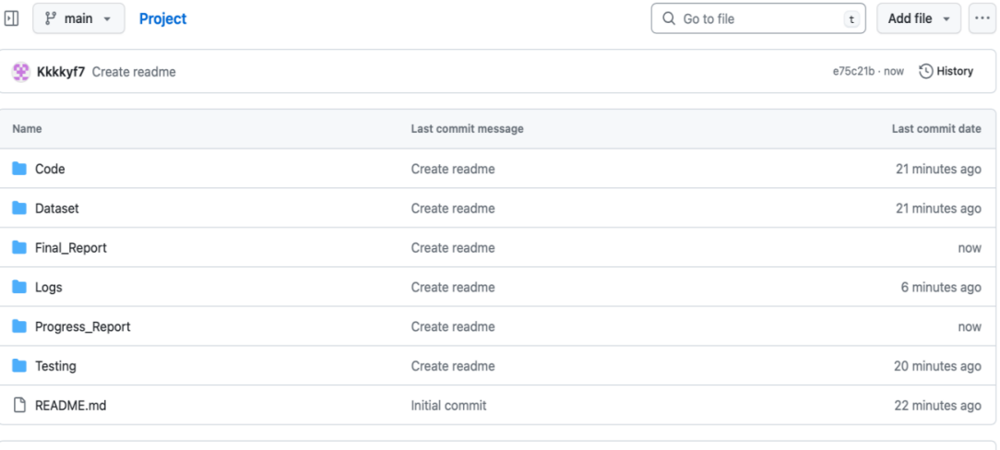 main Project Go to file t Add file ...
Kkkkyf7 Create readme e75c21b · now History
Name Last commit message Last commit date
Code Create readme 21 minutes ago
Dataset Create readme 21 minutes ago
Final_Report Create readme now
Logs Create readme 6 minutes ago
Progress_Report Create readme now
Testing Create readme 20 minutes ago
README.md Initial commit 22 minutes ago